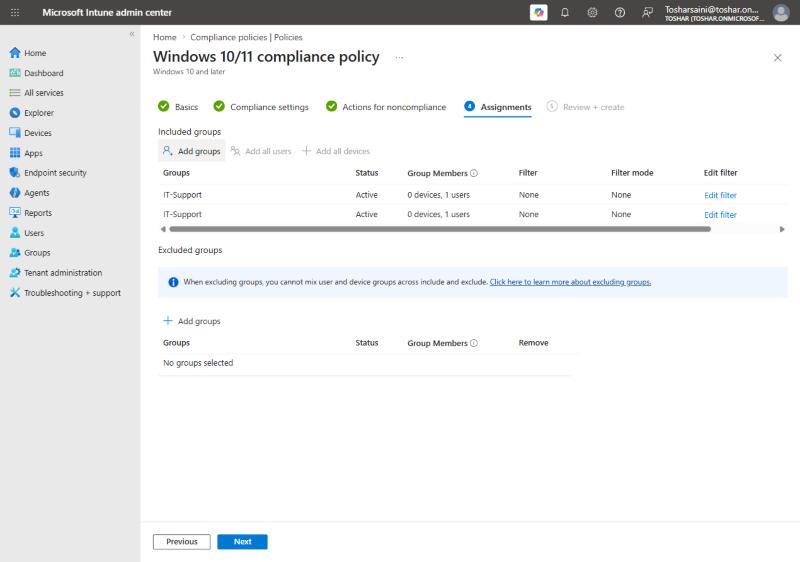 Microsoft Intune admin center
Tosharsaini@toshar.on...
TOSHAR (TOSHAR.ONMICROSOF...
«
Home
Dashboard
All services
Explorer
Devices
Apps
Endpoint security
Agents
Reports
Users
Groups
Tenant administration
Troubleshooting + support
Home > Compliance policies | Policies
Windows 10/11 compliance policy ...
Windows 10 and later
Basics Compliance settings Actions for noncompliance 4 Assignments 5 Review + create
Included groups
Add groups Add all users + Add all devices
Groups Status Group Members Filter Filter mode Edit filter
IT-Support Active 0 devices, 1 users None None Edit filter
IT-Support Active 0 devices, 1 users None None Edit filter
Excluded groups
When excluding groups, you cannot mix user and device groups across include and exclude. Click here to learn more about excluding groups.
+ Add groups
Groups Status Group Members Remove
No groups selected
Previous Next